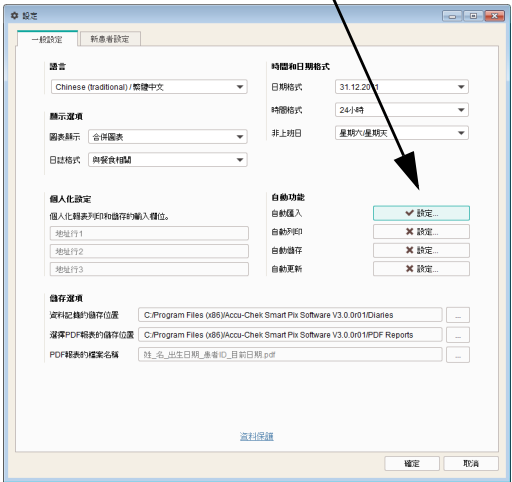 設定
一般設定 新患者設定
語言
Chinese (traditional) / 繁體中文
顯示選項
圖表顯示 合併圖表
日誌格式 與餐食相關
時間和日期格式
日期格式 31.12.2011
時間格式 24小時
非上班日 星期六/星期天
個人化設定
個人化報表列印和儲存的輸入欄位。
地址行1
地址行2
地址行3
自動功能
自動匯入 設定...
自動列印 設定...
自動儲存 設定...
自動更新 設定...
儲存選項
資料記錄的儲存位置 C:/Program Files (x86)/Accu-Chek Smart Pix Software V3.0.0r01/Diaries ...
選擇PDF報表的儲存位置 C:/Program Files (x86)/Accu-Chek Smart Pix Software V3.0.0r01/PDF Reports ...
PDF報表的檔案名稱 姓_名_出生日期_患者ID_目前日期.pdf ...
資料保護
確定 取消